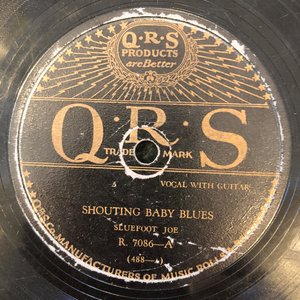 Q·R·S
PRODUCTS
are Better
Q·R·S
TRADE MARK
VOCAL WITH GUITAR
SHOUTING BABY BLUES
BLUEFOOT JOE
R. 7086—A
(488—A)
Q·R·S CO. MANUFACTURERS OF MUSIC ROLLS